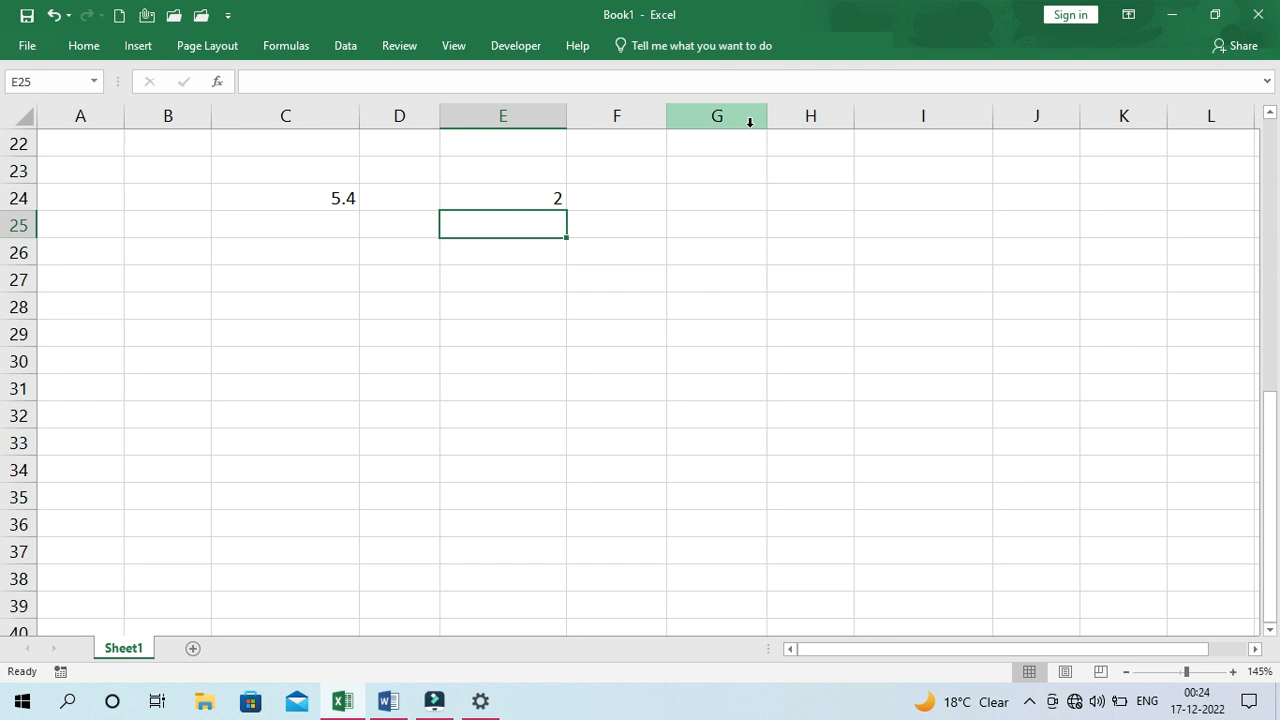 Book1 - Excel
Sign in
File Home Insert Page Layout Formulas Data Review View Developer Help Tell me what you want to do Share
E25 fx
A B C D E F G H I J K L
22
23
24 5.4 2
25
26
27
28
29
30
31
32
33
34
35
36
37
38
39
40
Sheet1
Ready 145%
18°C Clear ENG 00:24
17-12-2022